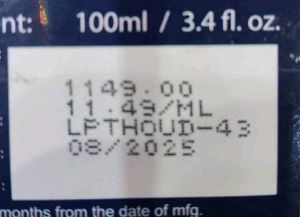 nt: 100ml / 3.4 fl. oz.
1149.00
11.49/ML
LPTHOUD-43
08/2025
months from the date of mfg.